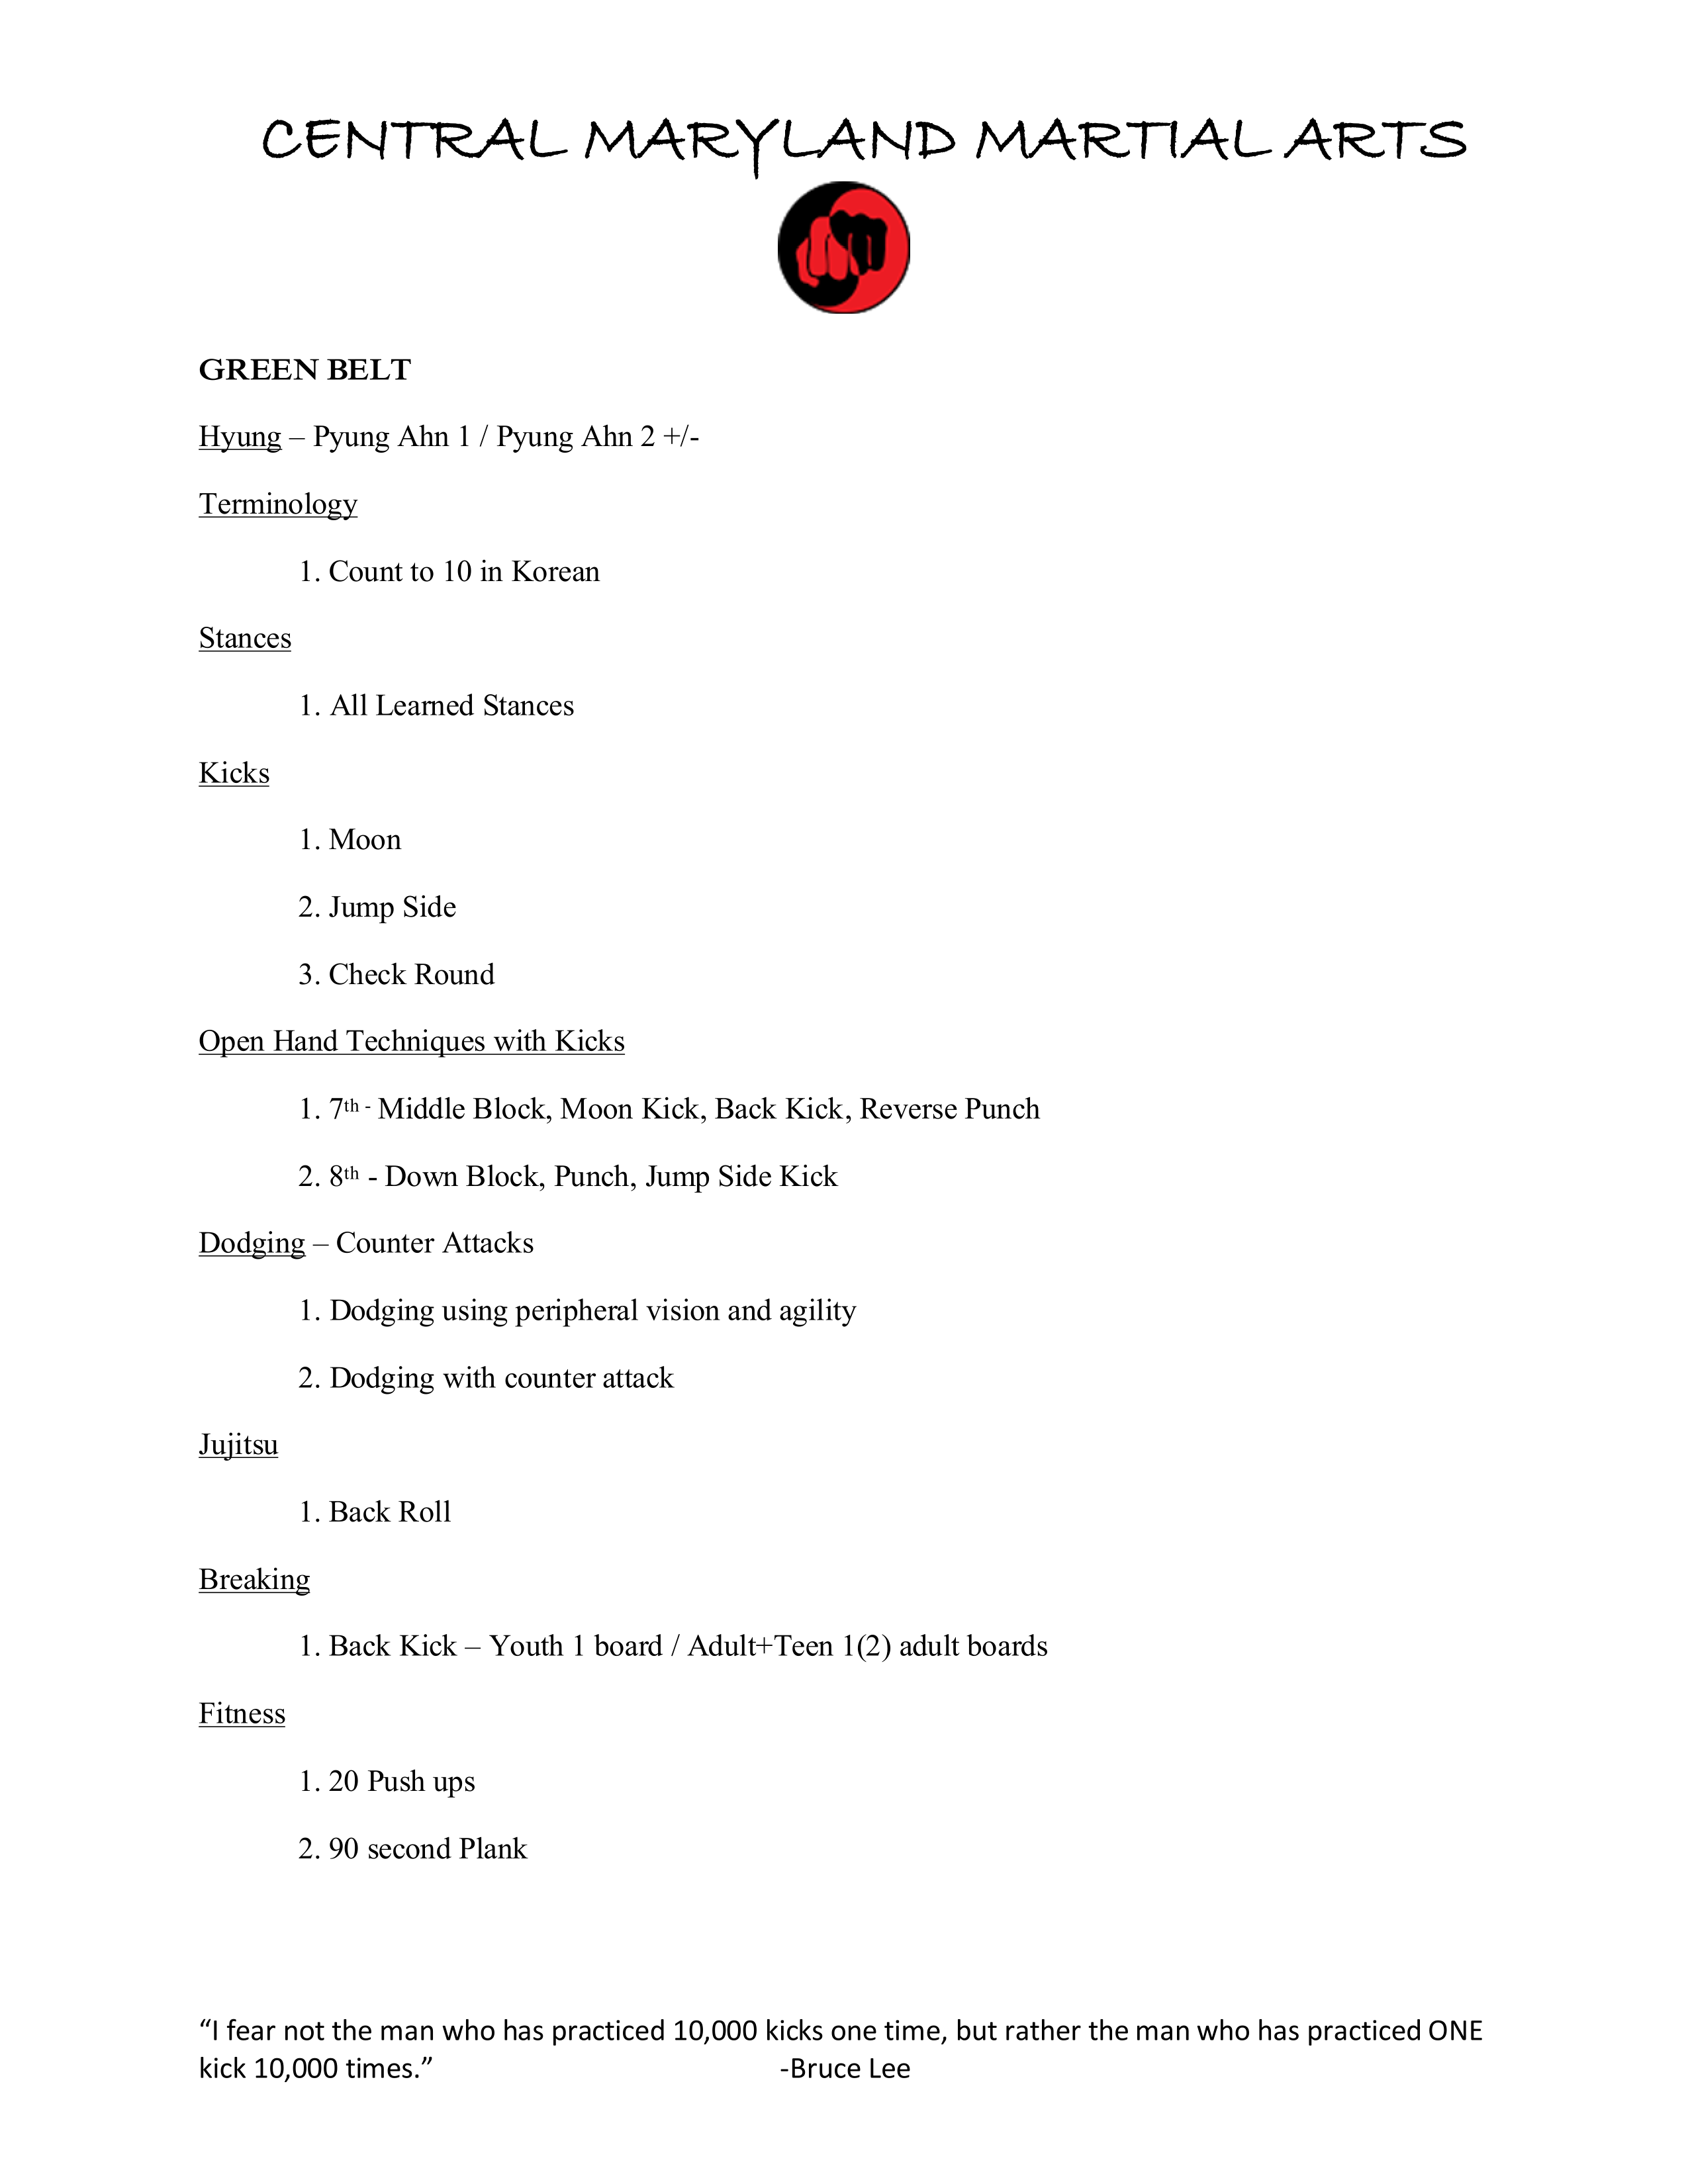 CENTRAL MARYLAND MARTIAL ARTS
GREEN BELT
Hyung – Pyung Ahn 1 / Pyung Ahn 2 +/-
Terminology
1. Count to 10 in Korean
Stances
1. All Learned Stances
Kicks
1. Moon
2. Jump Side
3. Check Round
Open Hand Techniques with Kicks
1. 7th - Middle Block, Moon Kick, Back Kick, Reverse Punch
2. 8th - Down Block, Punch, Jump Side Kick
Dodging – Counter Attacks
1. Dodging using peripheral vision and agility
2. Dodging with counter attack
Jujitsu
1. Back Roll
Breaking
1. Back Kick – Youth 1 board / Adult+Teen 1(2) adult boards
Fitness
1. 20 Push ups
2. 90 second Plank
“I fear not the man who has practiced 10,000 kicks one time, but rather the man who has practiced ONE
kick 10,000 times.” -Bruce Lee